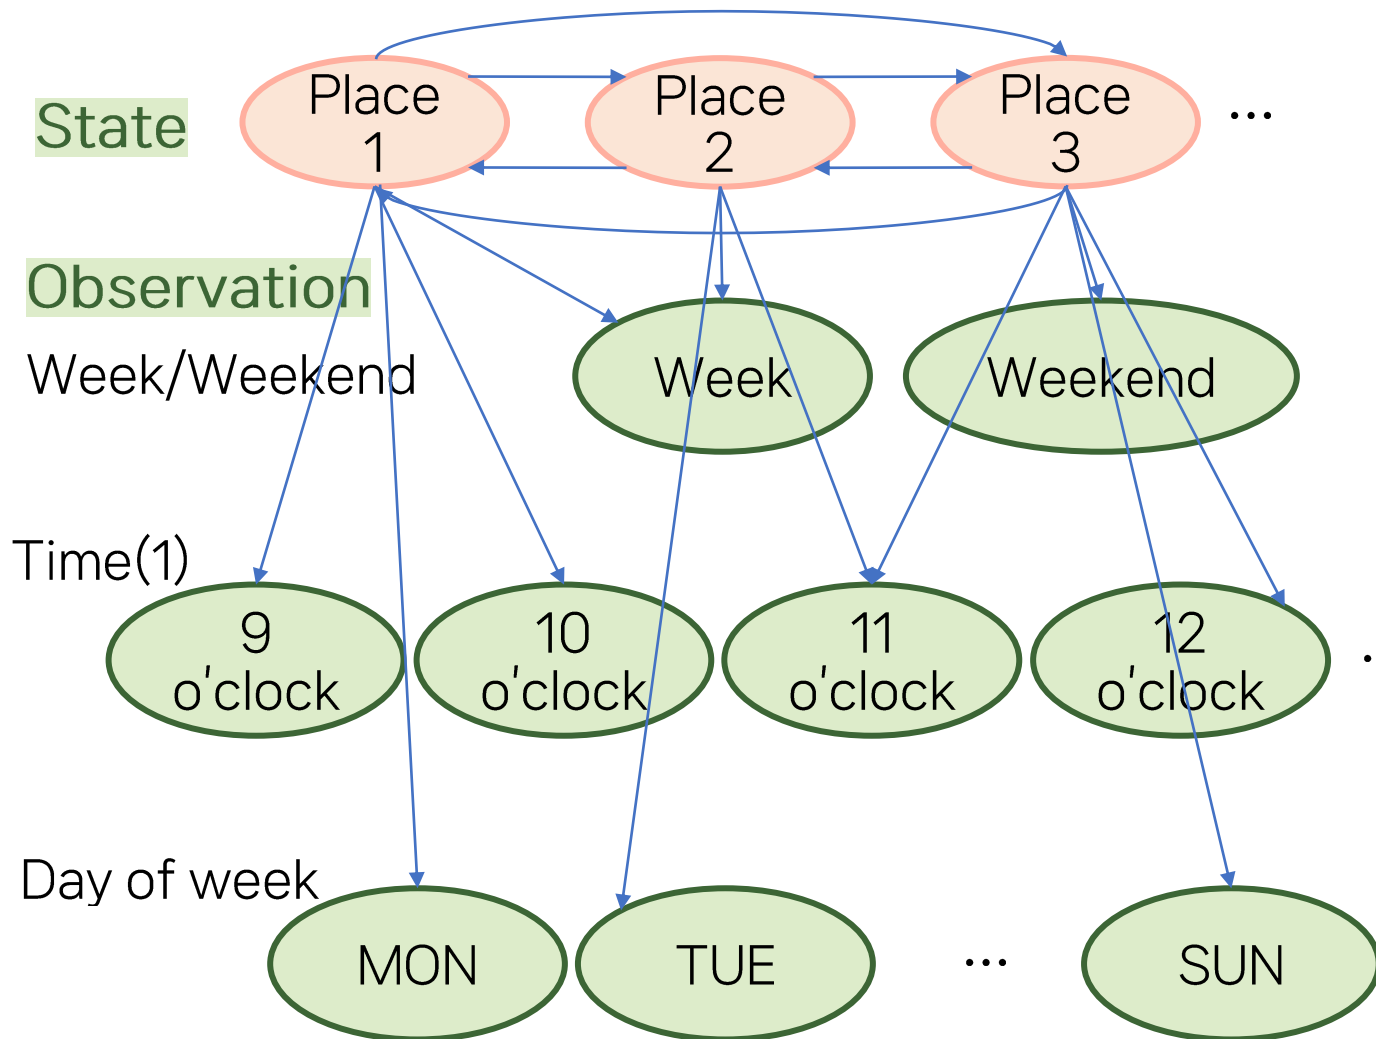 Place
1
Place
2
Place
3
...
State
Observation
Week/Weekend
Week
Weekend
Time(1)
9
o'clock
10
o'clock
11
o'clock
12
o'clock
.
Day of week
MON
TUE
...
SUN